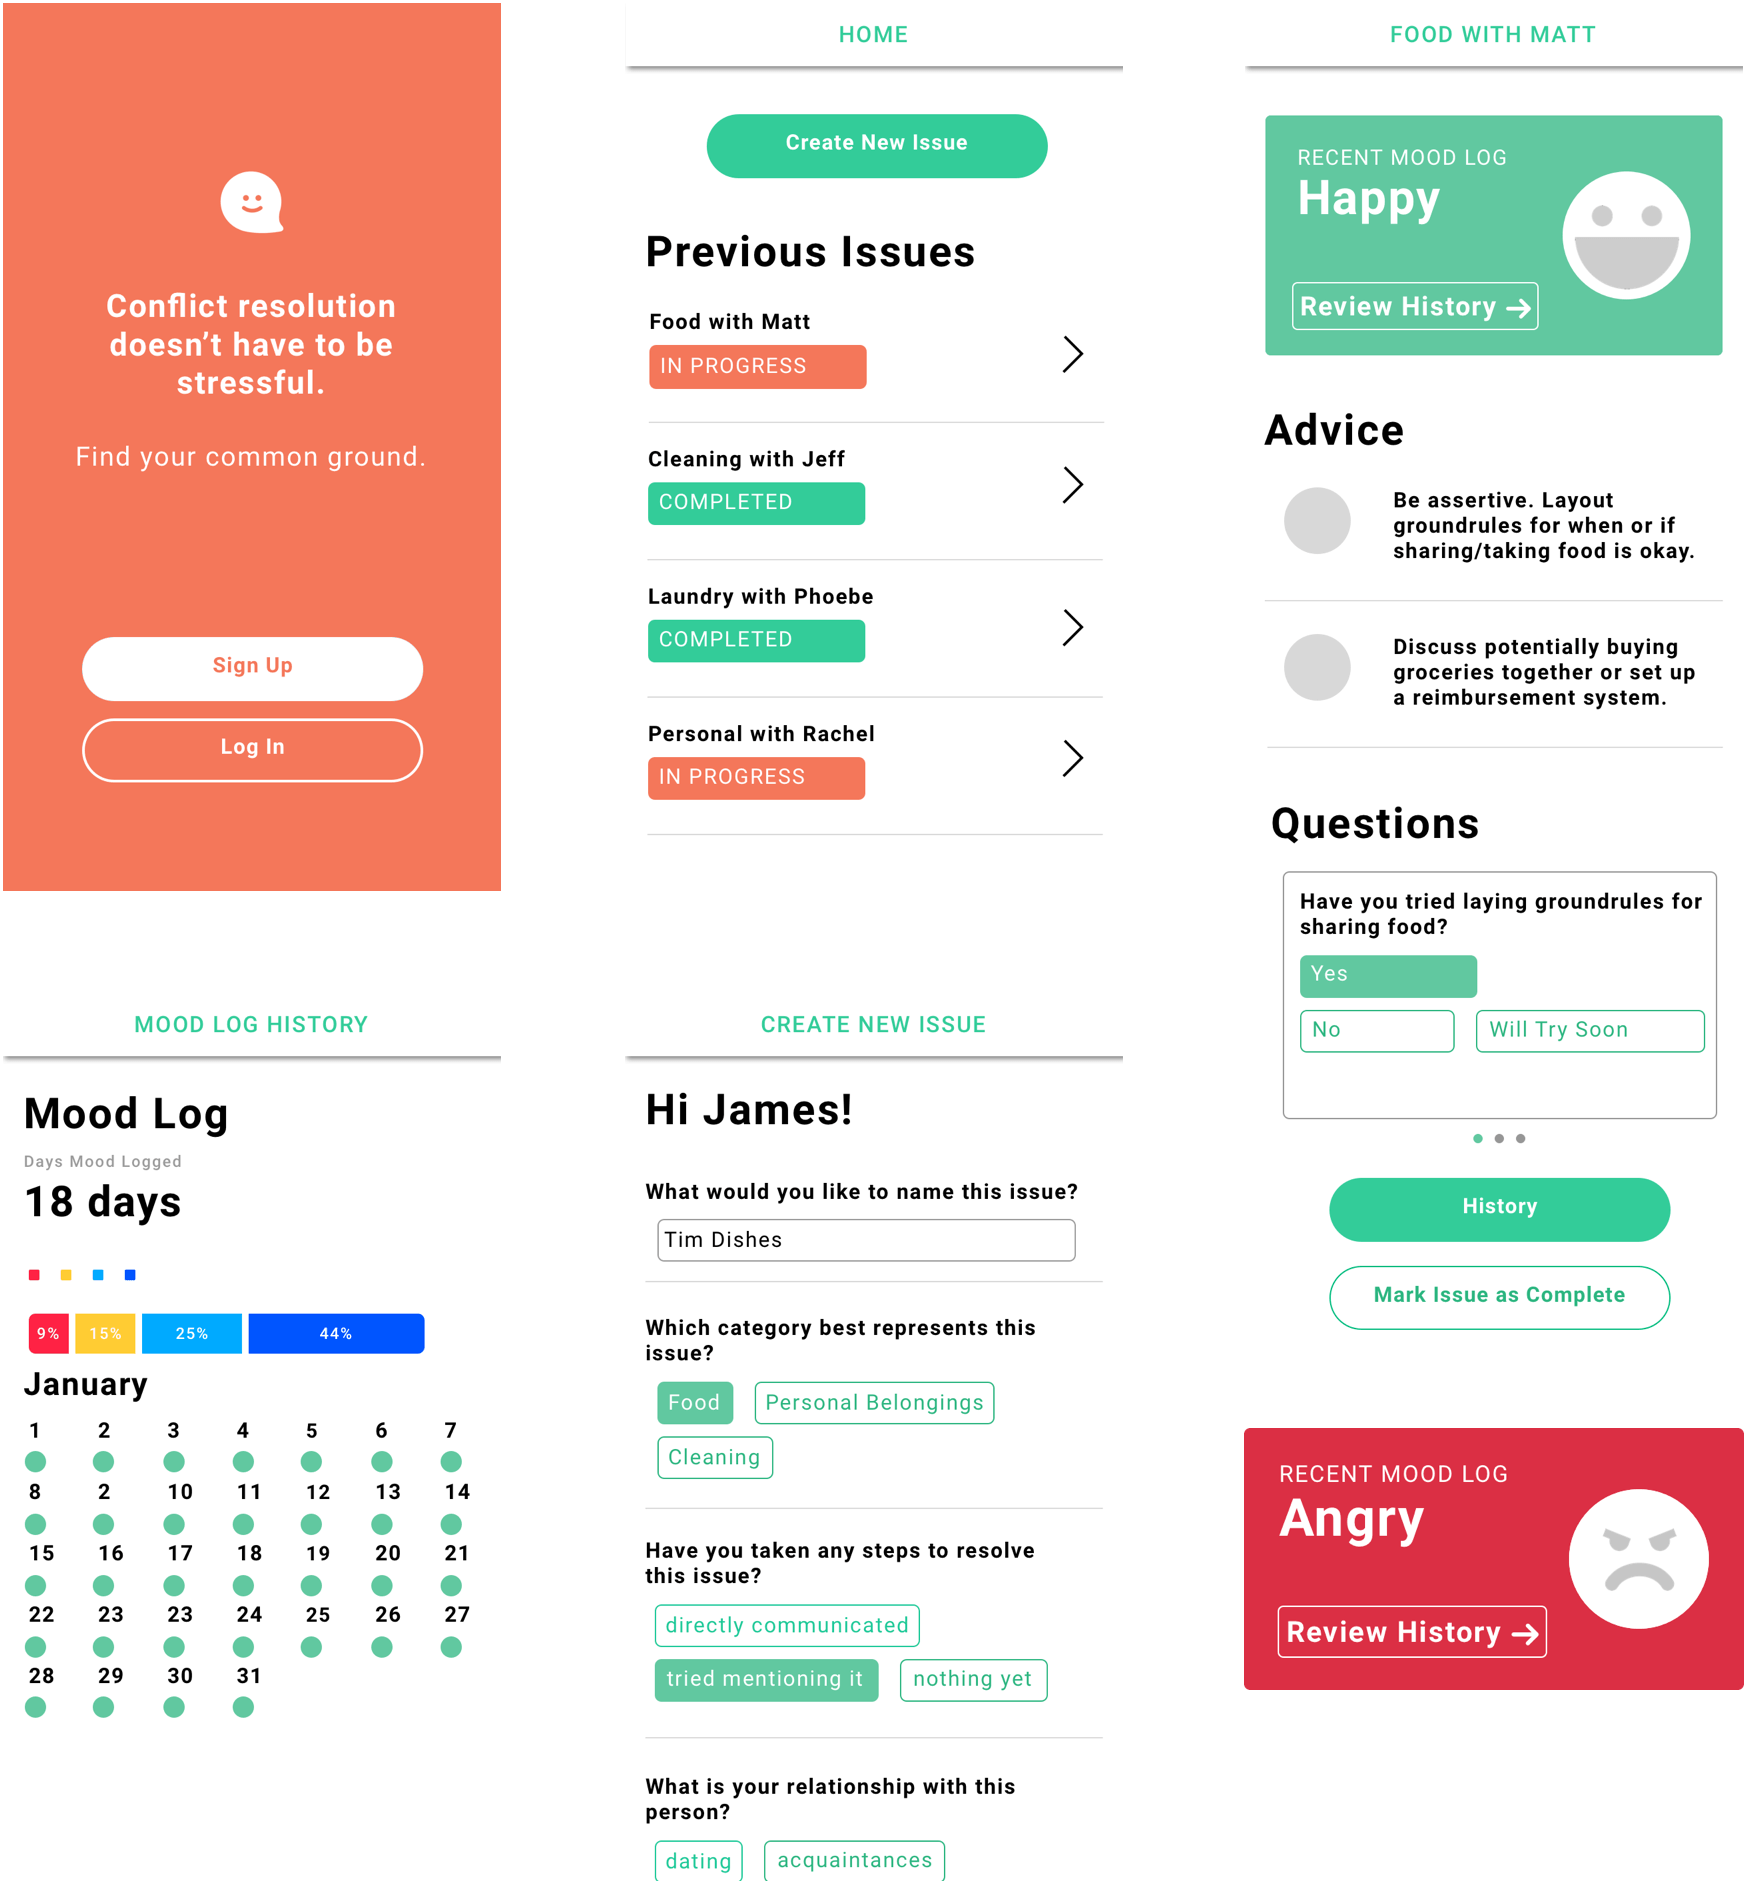 Conflict resolution
doesn't have to be
stressful.
Find your common ground.
Sign Up
Log In
HOME
Create New Issue
Previous Issues
Food with Matt
IN PROGRESS
Cleaning with Jeff
COMPLETED
Laundry with Phoebe
COMPLETED
Personal with Rachel
IN PROGRESS
FOOD WITH MATT
RECENT MOOD LOG
Happy
Review History →
Advice
Be assertive. Layout
groundrules for when or if
sharing/taking food is okay.
Discuss potentially buying
groceries together or set up
a reimbursement system.
Questions
Have you tried laying groundrules for
sharing food?
Yes
No Will Try Soon
History
Mark Issue as Complete
MOOD LOG HISTORY
Mood Log
Days Mood Logged
18 days
9% 15% 25% 44%
January
1 2 3 4 5 6 7
8 2 10 11 12 13 14
15 16 17 18 19 20 21
22 23 23 24 25 26 27
28 29 30 31
CREATE NEW ISSUE
Hi James!
What would you like to name this issue?
Tim Dishes
Which category best represents this
issue?
Food Personal Belongings
Cleaning
Have you taken any steps to resolve
this issue?
directly communicated
tried mentioning it nothing yet
What is your relationship with this
person?
dating acquaintances
RECENT MOOD LOG
Angry
Review History →